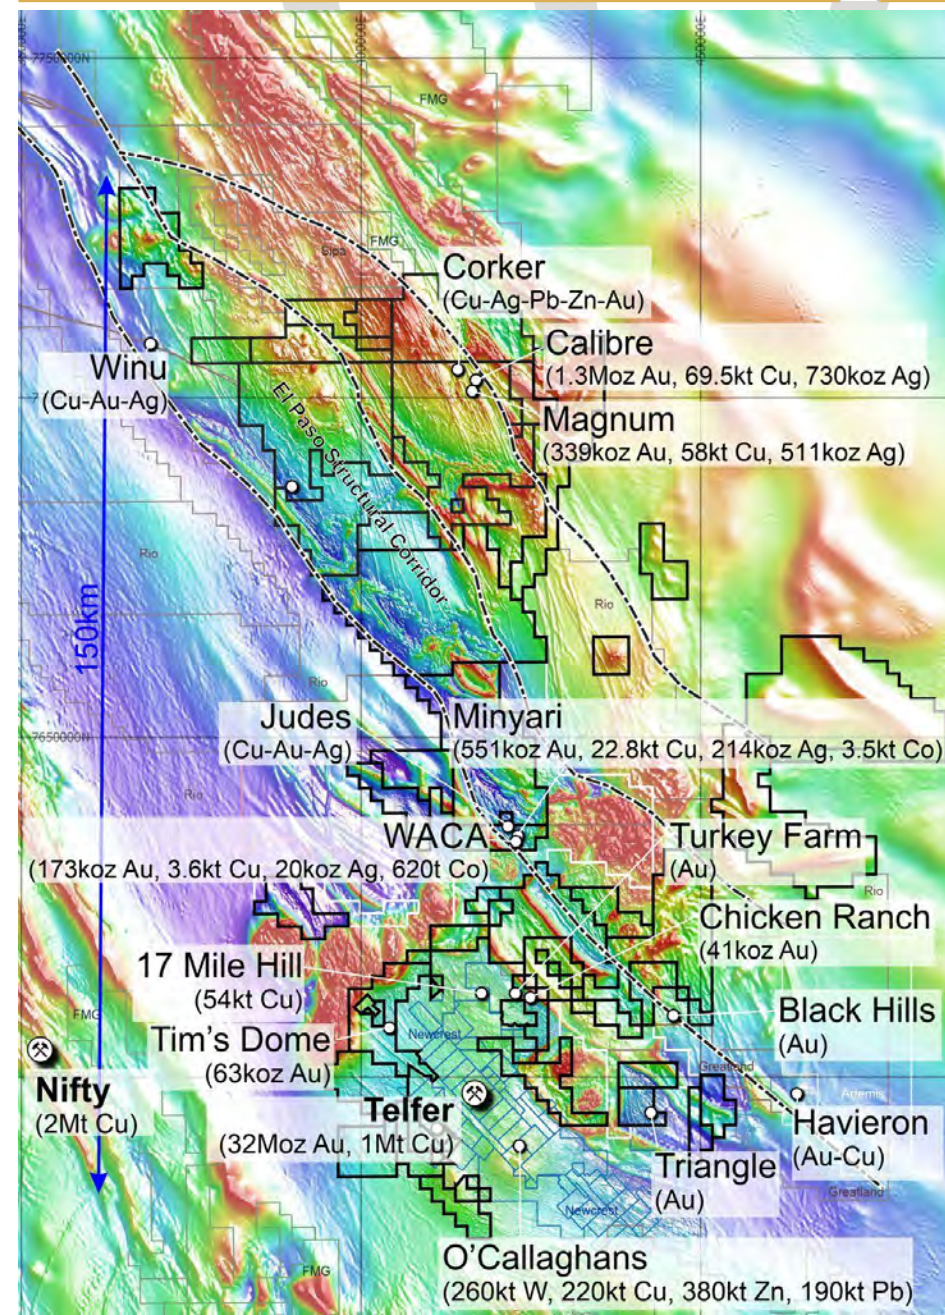 7750000N
FMG
Sipa
FMG
Corker
(Cu-Ag-Pb-Zn-Au)
Calibre
(1.3Moz Au, 69.5kt Cu, 730koz Ag)
Winu
(Cu-Au-Ag)
Magnum
(339koz Au, 58kt Cu, 511koz Ag)
El Paso Structural Corridor
Rio
Rio
150km
Rio
Judes
(Cu-Au-Ag)
Minyari
(551koz Au, 22.8kt Cu, 214koz Ag, 3.5kt Co)
7650000N
Rio
WACA
(173koz Au, 3.6kt Cu, 20koz Ag, 620t Co)
Turkey Farm
(Au)
Rio
Chicken Ranch
(41koz Au)
17 Mile Hill
(54kt Cu)
Black Hills
(Au)
FMG
Newcrest
Tim's Dome
(63koz Au)
Greatland
Nifty
(2Mt Cu)
Telfer
(32Moz Au, 1Mt Cu)
Artemis
Havieron
(Au-Cu)
Triangle
(Au)
Greatland
Newcrest
O'Callaghans
(260kt W, 220kt Cu, 380kt Zn, 190kt Pb)
FMG